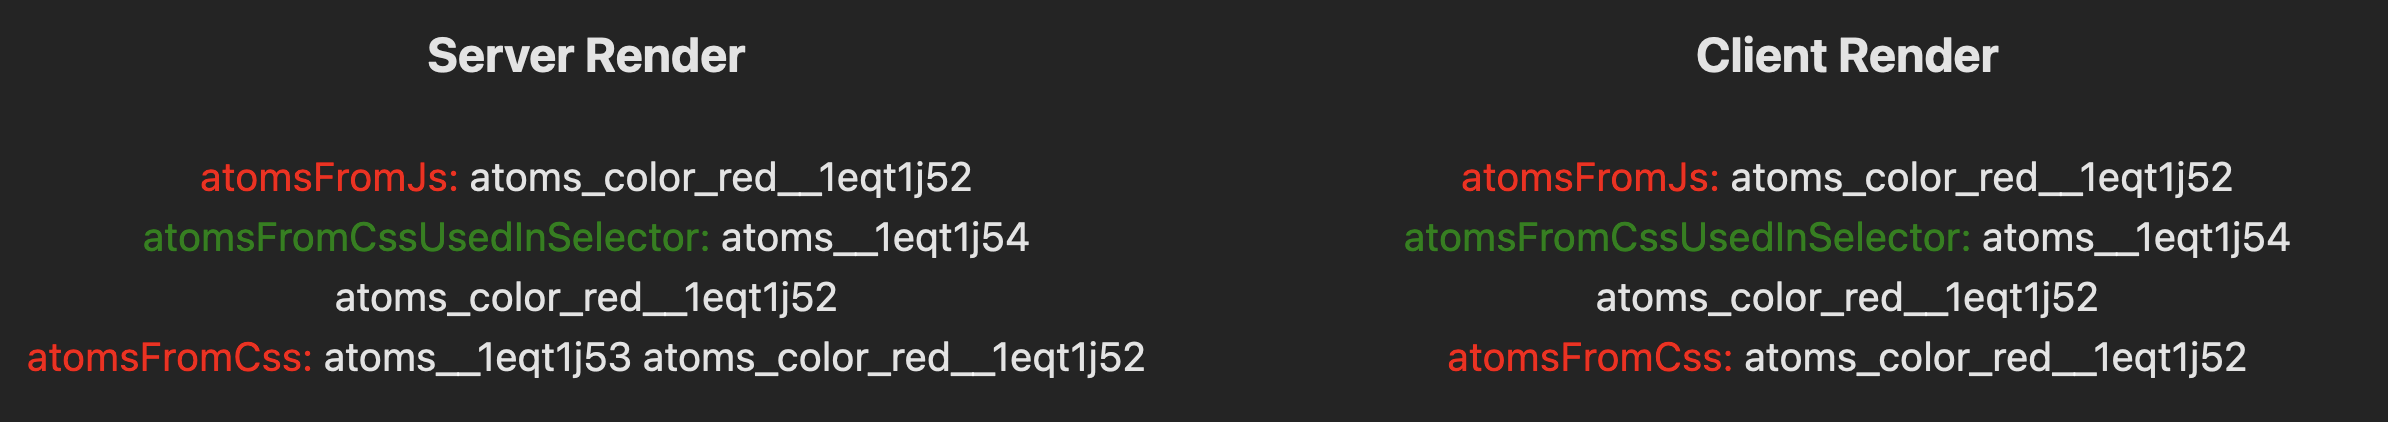 Server Render
atomsFromJs: atoms_color_red__1eqt1j52
atomsFromCssUsedInSelector: atoms__1eqt1j54
atoms_color_red__1eqt1j52
atomsFromCss: atoms__1eqt1j53 atoms_color_red__1eqt1j52
Client Render
atomsFromJs: atoms_color_red__1eqt1j52
atomsFromCssUsedInSelector: atoms__1eqt1j54
atoms_color_red__1eqt1j52
atomsFromCss: atoms_color_red__1eqt1j52